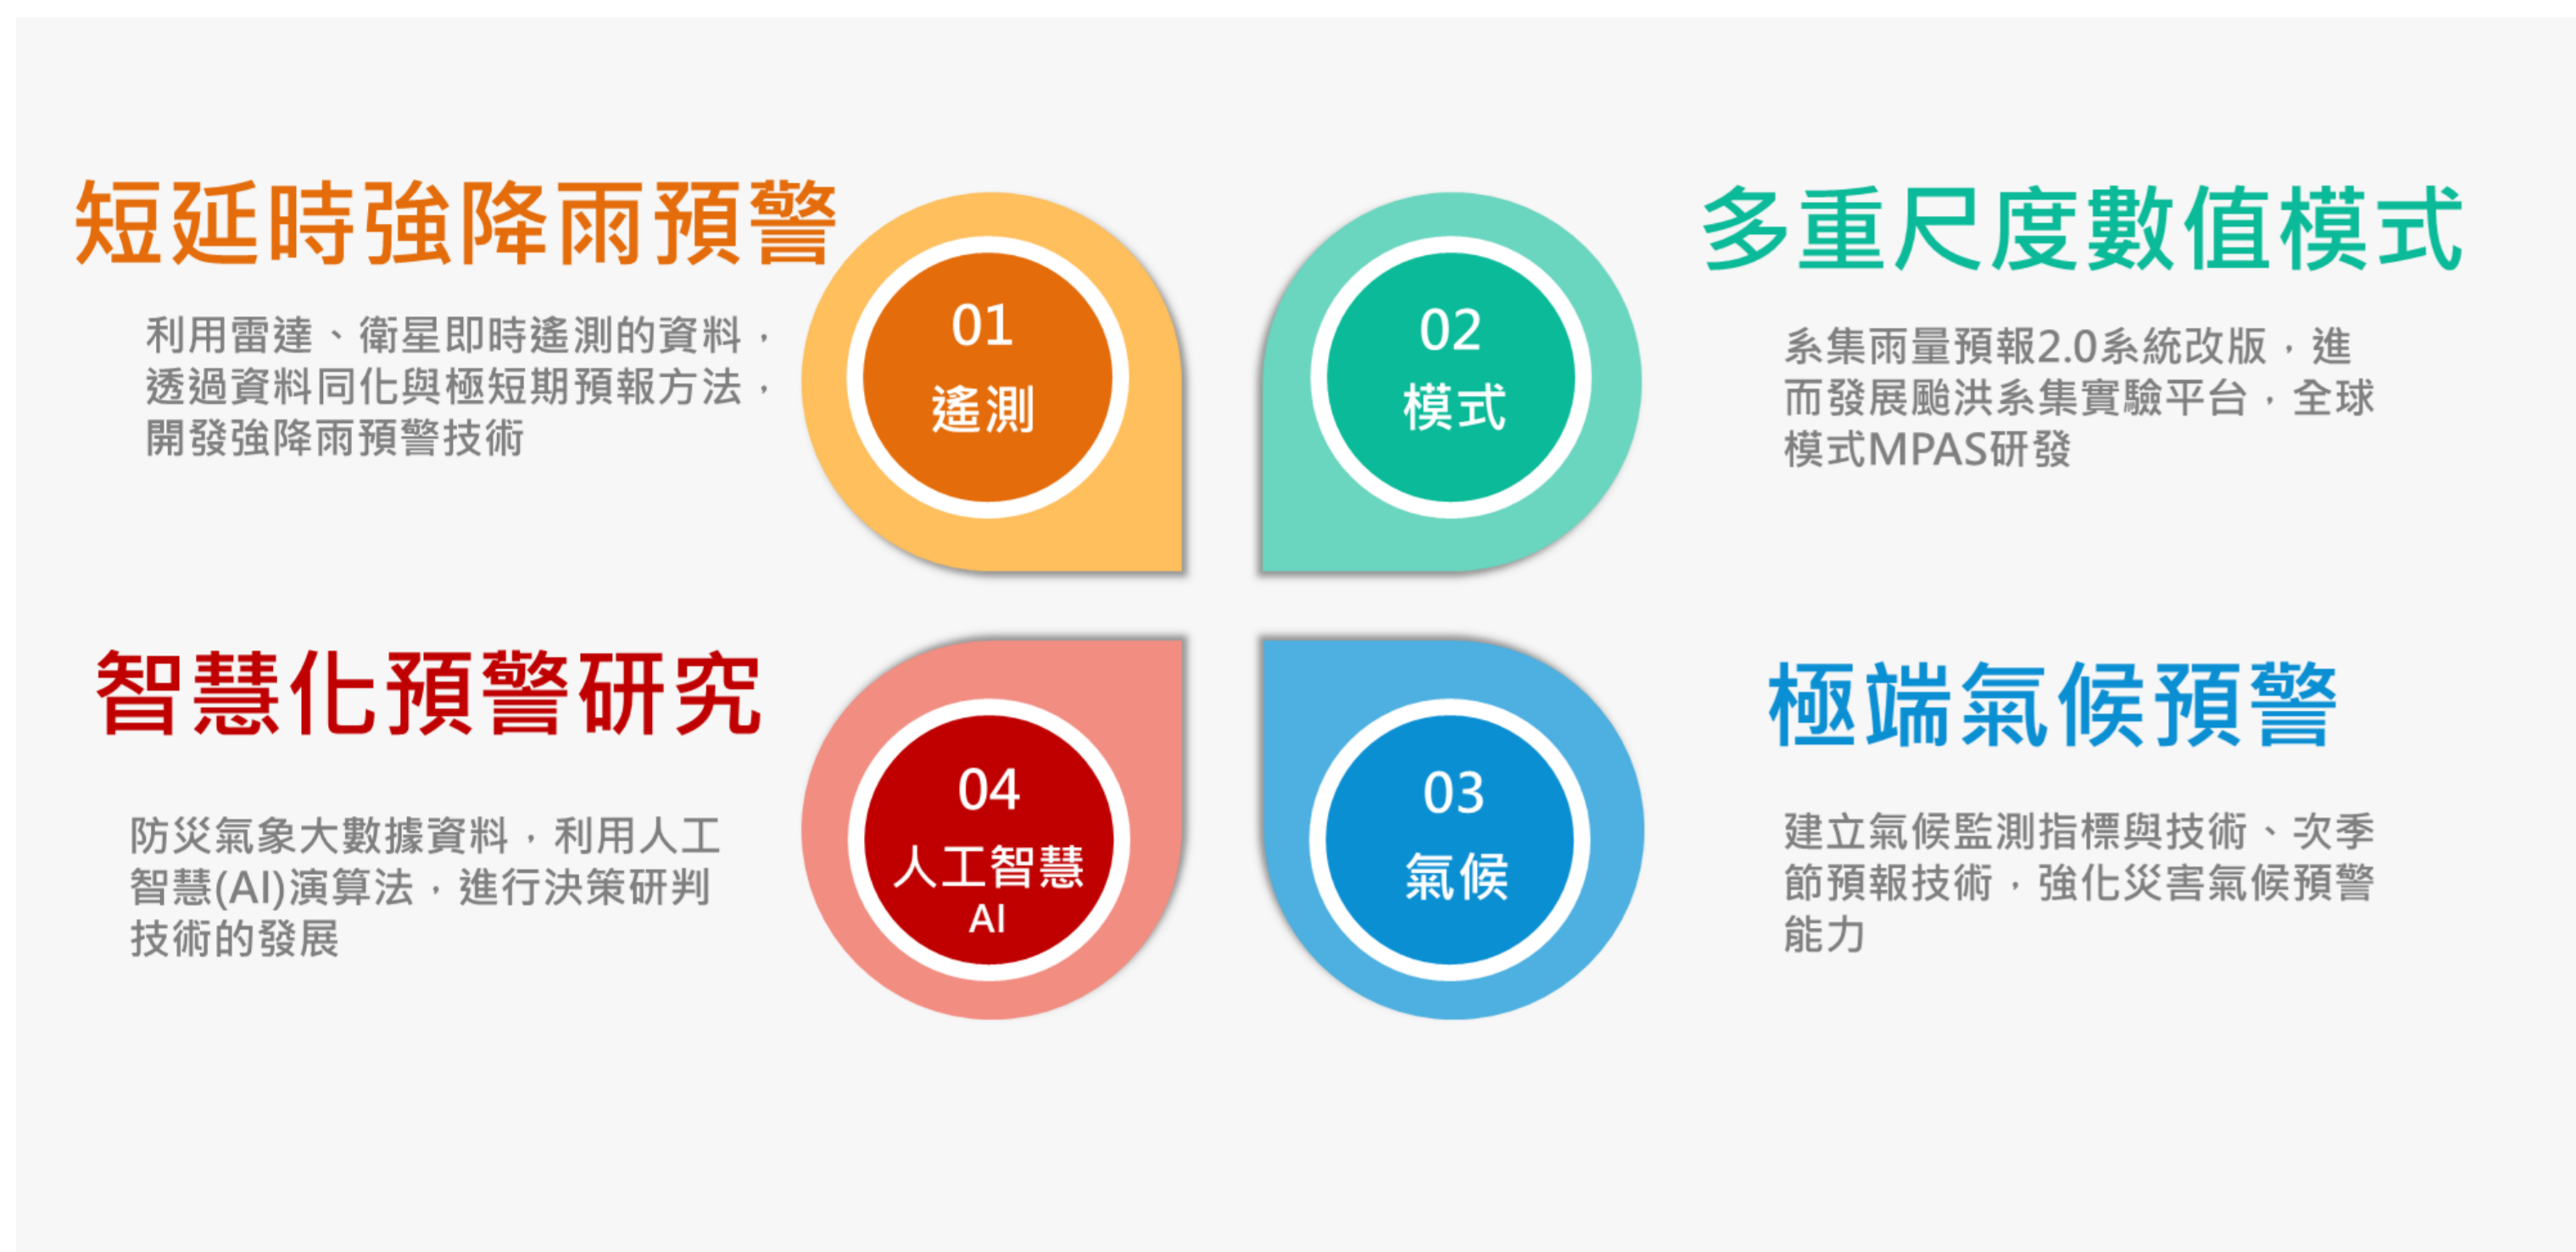 短延時強降雨預警
利用雷達、衛星即時遙測的資料，
透過資料同化與極短期預報方法，
開發強降雨預警技術
01
遙測
02
模式
多重尺度數值模式
系集雨量預報2.0系統改版，進
而發展颱洪系集實驗平台，全球
模式MPAS研發
智慧化預警研究
防災氣象大數據資料，利用人工
智慧(AI)演算法，進行決策研判
技術的發展
04
人工智慧
AI
03
氣候
極端氣候預警
建立氣候監測指標與技術、次季
節預報技術，強化災害氣候預警
能力